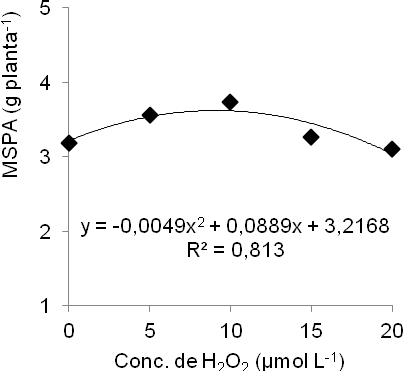 5
4
3
2
1
MSPA (g planta⁻¹)
y = -0,0049x² + 0,0889x + 3,2168
R² = 0,813
0 5 10 15 20
Conc. de H₂O₂ (µmol L⁻¹)